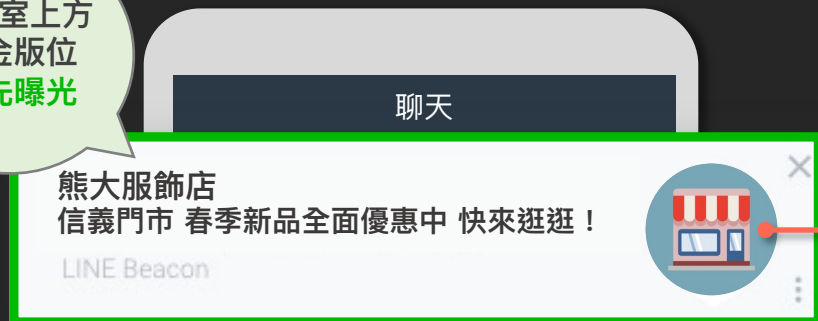 室上方
金版位
先曝光
聊天
熊大服飾店
信義門市 春季新品全面優惠中 快來逛逛！
LINE Beacon